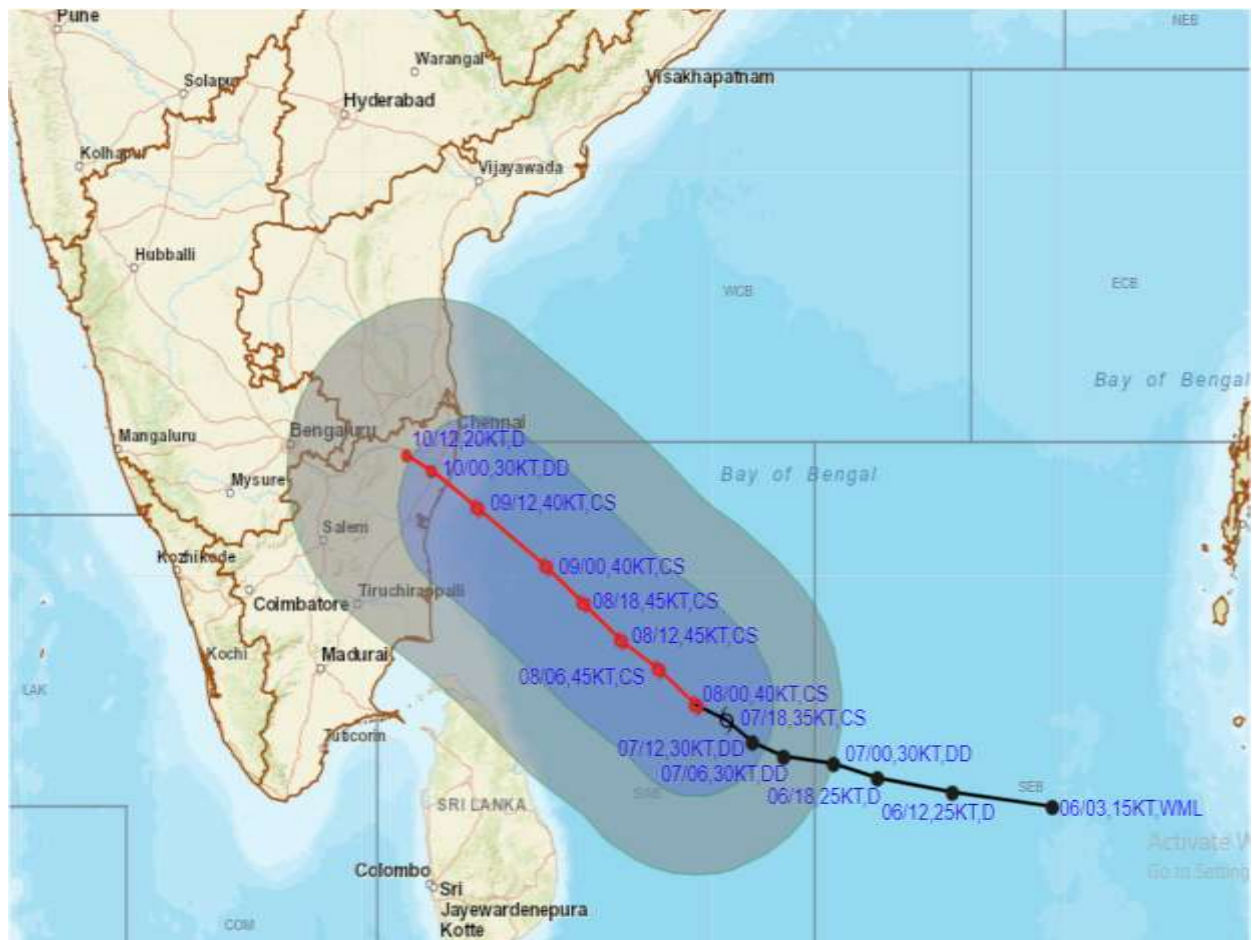 Pune
NEB
Warangal
Solapur
Hyderabad
Visakhapatnam
Kolhapur
Vijayawada
Hubballi
WCB
ECB
Bay of Bengal
Chennai
Bengaluru
Mangaluru
10/12,20KT,D
10/00,30KT,DD
Bay of Bengal
Mysure
09/12,40KT,CS
Salem
Kozhikode
09/00,40KT,CS
Coimbatore
Tiruchirappalli
08/18,45KT,CS
08/12,45KT,CS
Kochi
Madurai
08/06,45KT,CS
LAK
08/00,40KT,CS
07/18,35KT,CS
Tuticorin
07/12,30KT,DD
07/00,30KT,DD
07/06,30KT,DD
06/18,25KT,D
SEB
06/12,25KT,D
06/03,15KT,WML
SRI LANKA
Activate W
Go to Setting
Colombo
Sri
Jayewardenepura
Kotte
COM